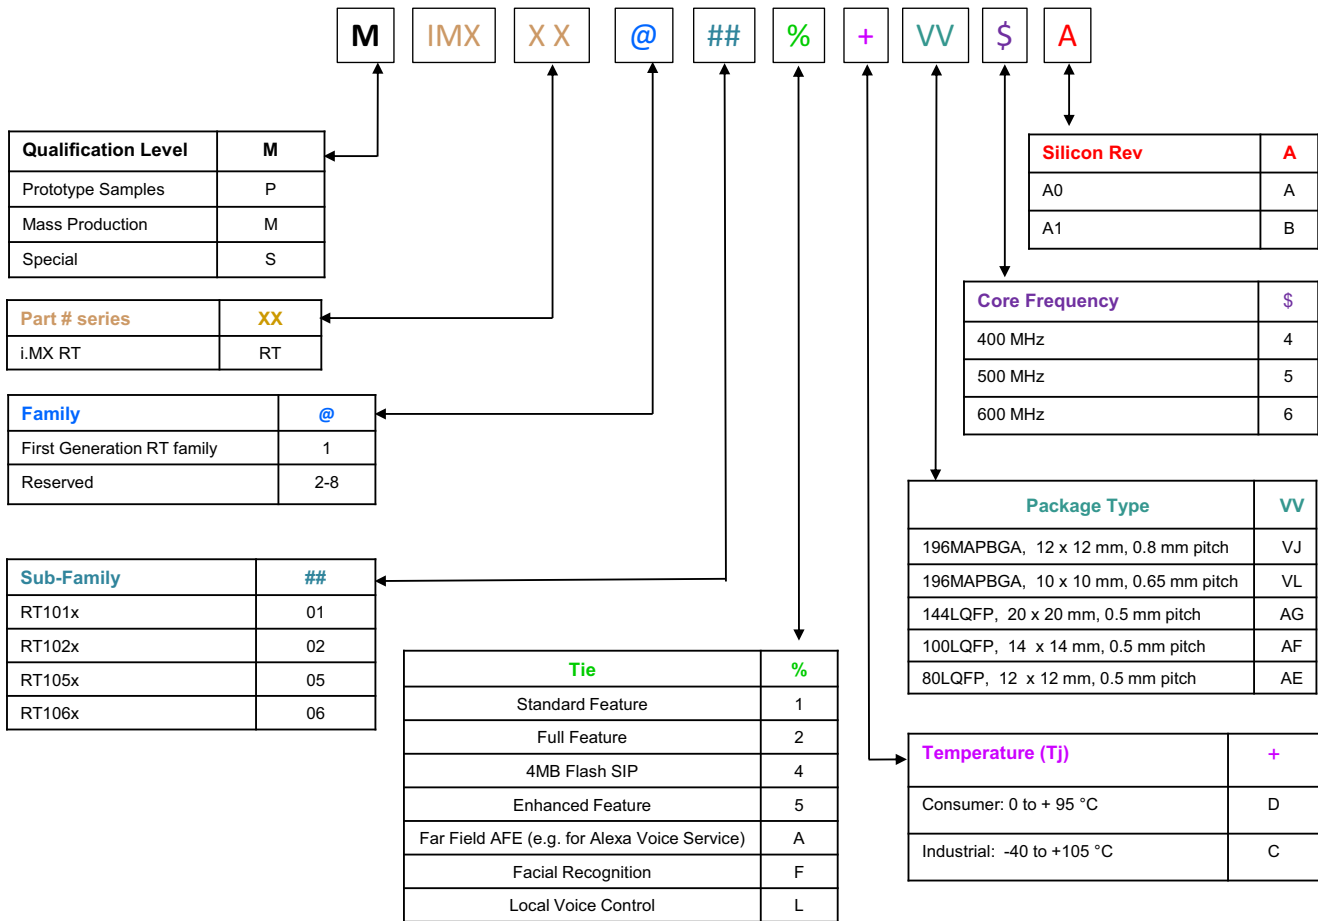 M IMX X X @ ## % + VV $ A
Qualification Level M
Prototype Samples P
Mass Production M
Special S
Part # series XX
i.MX RT RT
Family @
First Generation RT family 1
Reserved 2-8
Sub-Family ##
RT101x 01
RT102x 02
RT105x 05
RT106x 06
Tie %
Standard Feature 1
Full Feature 2
4MB Flash SIP 4
Enhanced Feature 5
Far Field AFE (e.g. for Alexa Voice Service) A
Facial Recognition F
Local Voice Control L
Silicon Rev A
A0 A
A1 B
Core Frequency $
400 MHz 4
500 MHz 5
600 MHz 6
Package Type VV
196MAPBGA, 12 x 12 mm, 0.8 mm pitch VJ
196MAPBGA, 10 x 10 mm, 0.65 mm pitch VL
144LQFP, 20 x 20 mm, 0.5 mm pitch AG
100LQFP, 14 x 14 mm, 0.5 mm pitch AF
80LQFP, 12 x 12 mm, 0.5 mm pitch AE
Temperature (Tj) +
Consumer: 0 to + 95 °C D
Industrial: -40 to +105 °C C